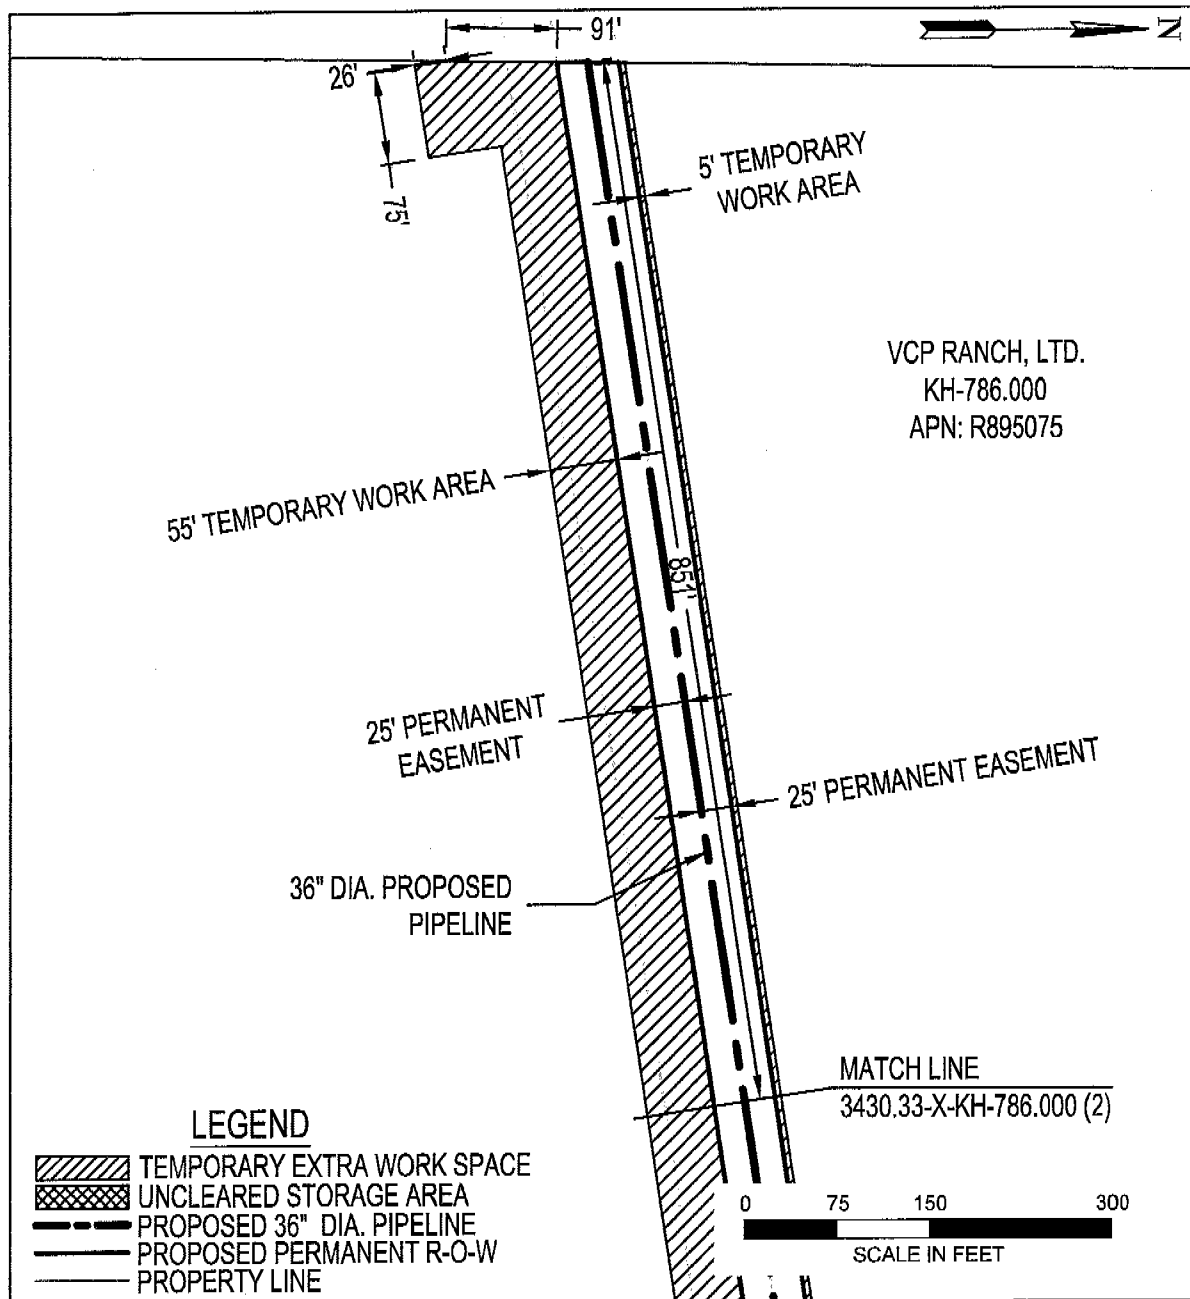 91'
N
26'
75'
5' TEMPORARY
WORK AREA
VCP RANCH, LTD.
KH-786.000
APN: R895075
55' TEMPORARY WORK AREA
851'
25' PERMANENT
EASEMENT
25' PERMANENT EASEMENT
36" DIA. PROPOSED
PIPELINE
MATCH LINE
3430.33-X-KH-786.000 (2)
LEGEND
TEMPORARY EXTRA WORK SPACE
UNCLEARED STORAGE AREA
PROPOSED 36" DIA. PIPELINE
PROPOSED PERMANENT R-O-W
PROPERTY LINE
0 75 150 300
SCALE IN FEET